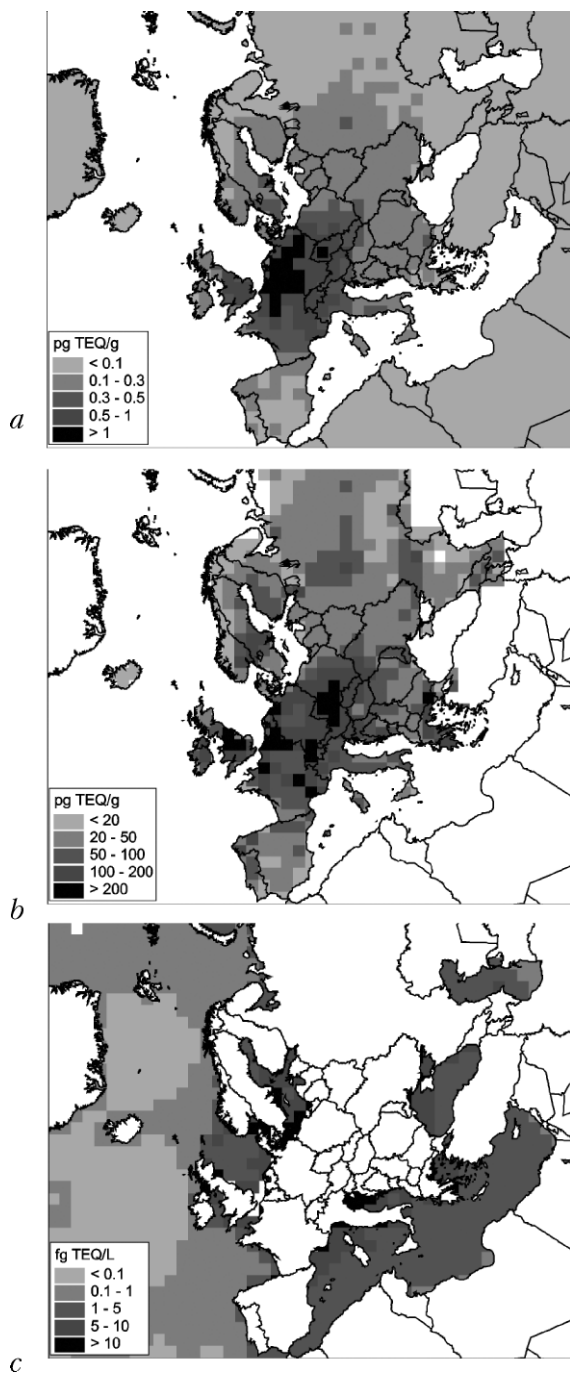 pg TEQ/g
< 0.1
0.1 - 0.3
0.3 - 0.5
0.5 - 1
> 1
a
pg TEQ/g
< 20
20 - 50
50 - 100
100 - 200
> 200
b
fg TEQ/L
< 0.1
0.1 - 1
1 - 5
5 - 10
> 10
c